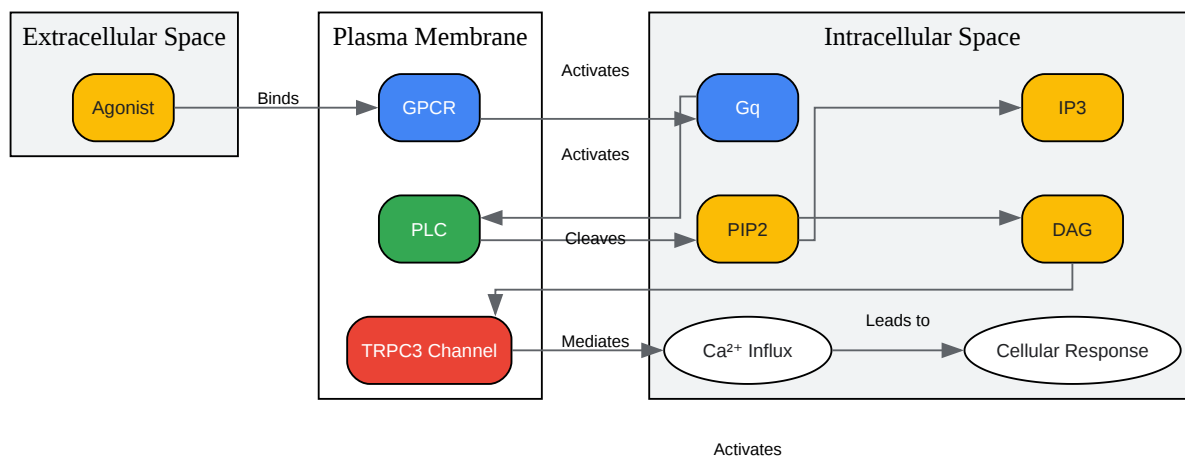 Extracellular Space
Plasma Membrane
Intracellular Space
Agonist
Binds
GPCR
Activates
Gq
IP3
Activates
PLC
Cleaves
PIP2
DAG
TRPC3 Channel
Mediates
Ca²⁺ Influx
Leads to
Cellular Response
Activates